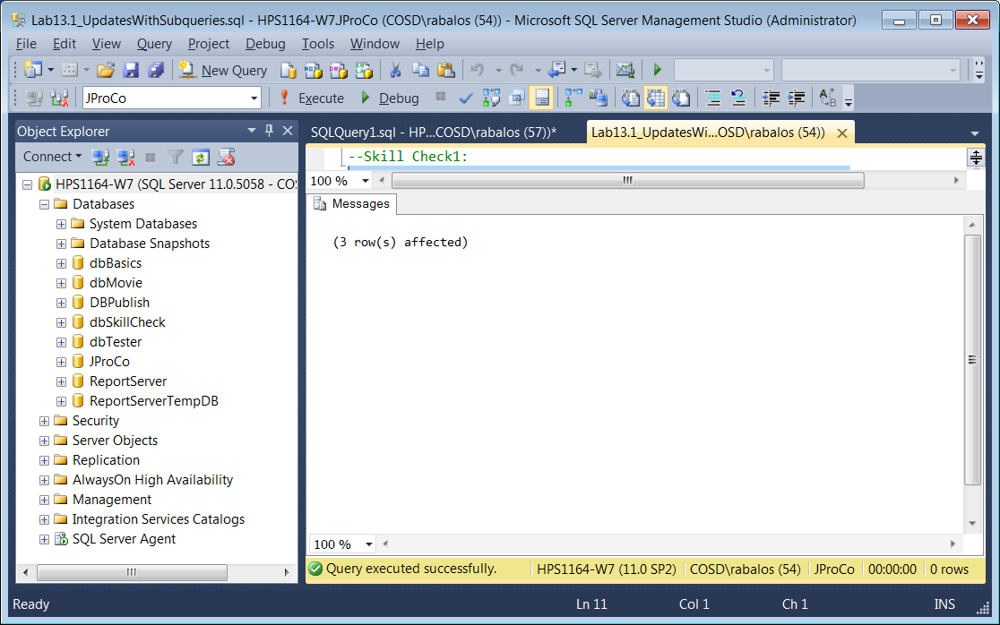 Lab13.1_UpdatesWithSubqueries.sql - HPS1164-W7.JProCo (COSD\rabalos (54)) - Microsoft SQL Server Management Studio (Administrator)
File Edit View Query Project Debug Tools Window Help
New Query
JProCo Execute Debug
Object Explorer
Connect
HPS1164-W7 (SQL Server 11.0.5058 - CO
Databases
System Databases
Database Snapshots
dbBasics
dbMovie
DBPublish
dbSkillCheck
dbTester
JProCo
ReportServer
ReportServerTempDB
Security
Server Objects
Replication
AlwaysOn High Availability
Management
Integration Services Catalogs
SQL Server Agent
SQLQuery1.sql - HP...COSD\rabalos (57))* Lab13.1_UpdatesWi...OSD\rabalos (54))
--Skill Check1:
100 %
Messages
(3 row(s) affected)
100 %
Query executed successfully. HPS1164-W7 (11.0 SP2) COSD\rabalos (54) JProCo 00:00:00 0 rows
Ready Ln 11 Col 1 Ch 1 INS